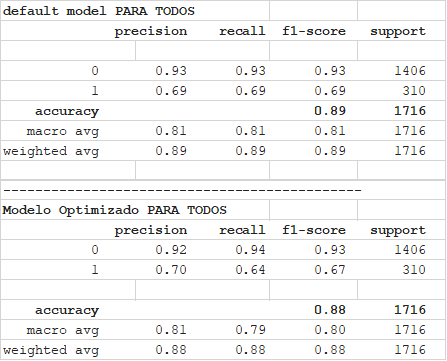 default model PARA TODOS
precision recall f1-score support
0 0.93 0.93 0.93 1406
1 0.69 0.69 0.69 310
accuracy 0.89 1716
macro avg 0.81 0.81 0.81 1716
weighted avg 0.89 0.89 0.89 1716
---------------------------------------------
Modelo Optimizado PARA TODOS
precision recall f1-score support
0 0.92 0.94 0.93 1406
1 0.70 0.64 0.67 310
accuracy 0.88 1716
macro avg 0.81 0.79 0.80 1716
weighted avg 0.88 0.88 0.88 1716